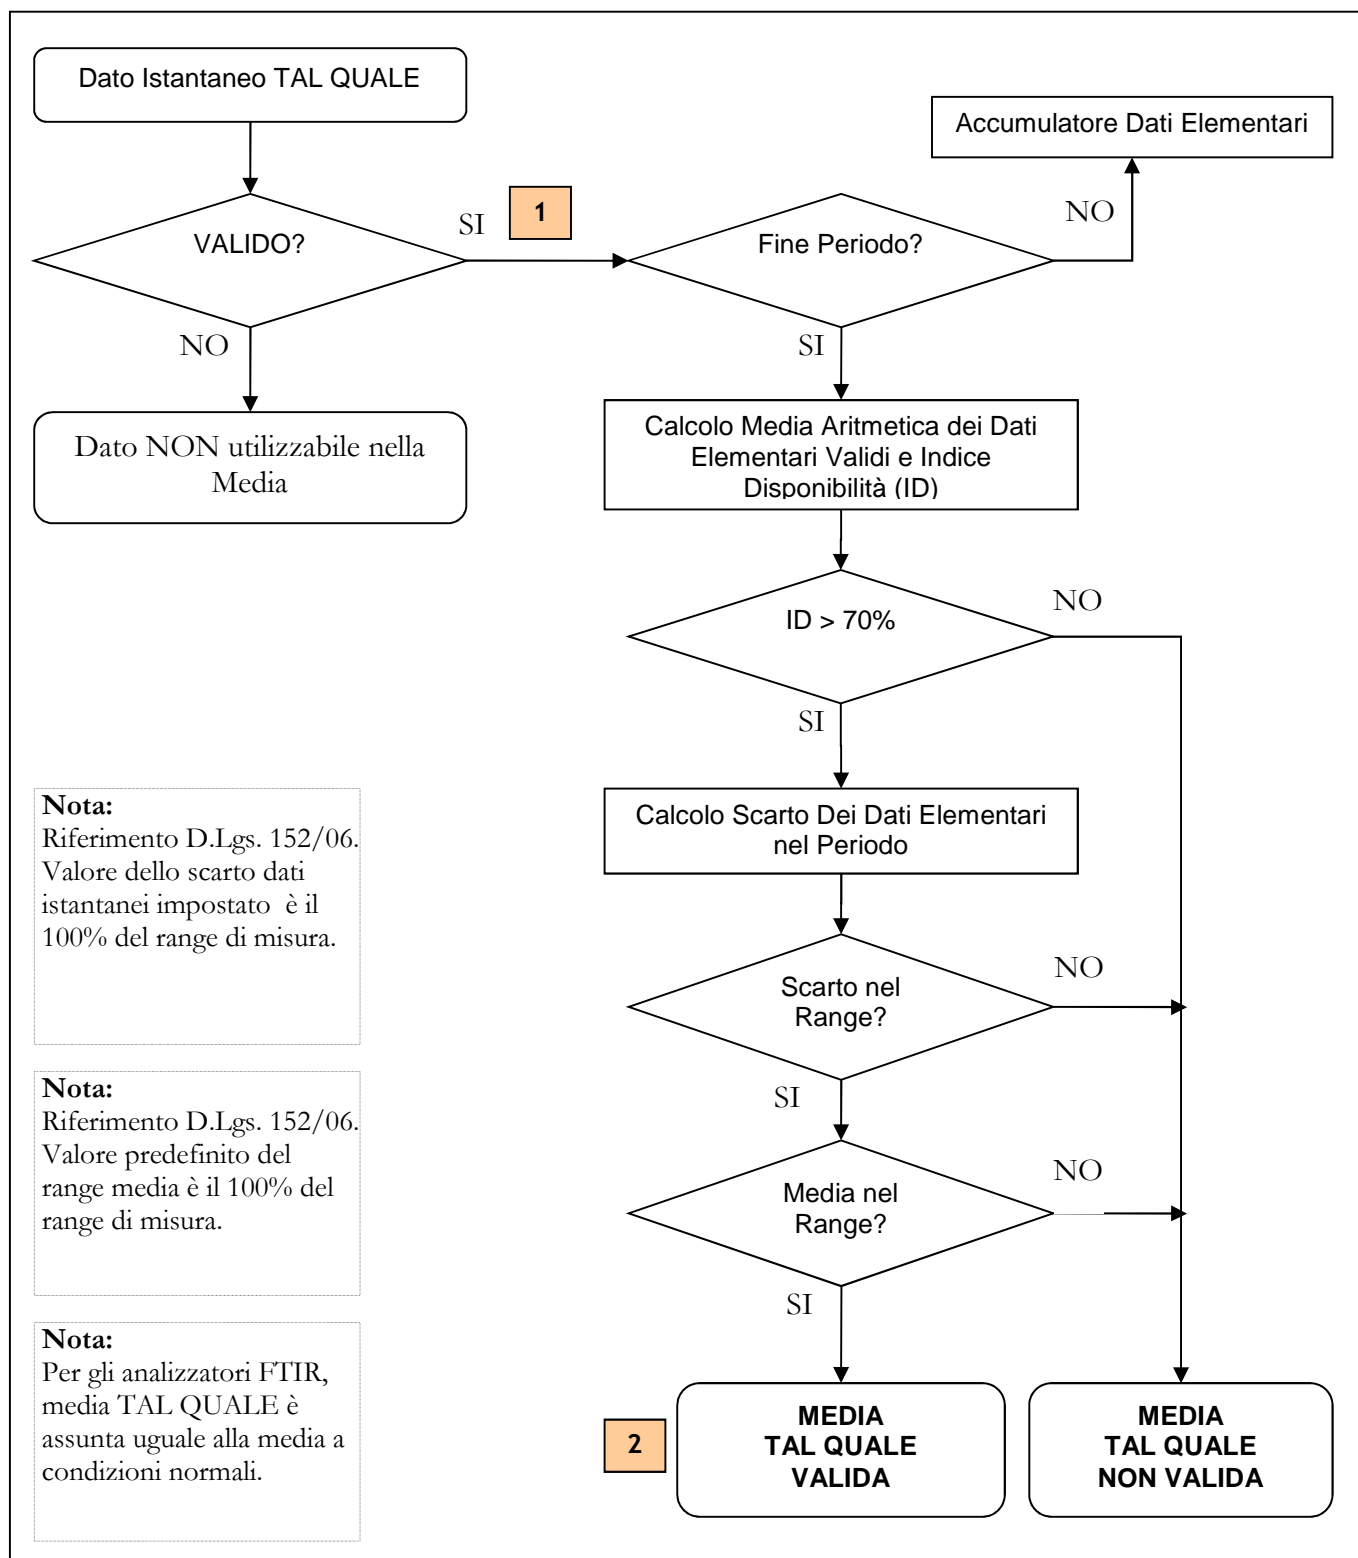 Dato Istantaneo TAL QUALE
Accumulatore Dati Elementari
VALIDO?
SI
1
Fine Periodo?
NO
NO
SI
Dato NON utilizzabile nella
Media
Calcolo Media Aritmetica dei Dati
Elementari Validi e Indice
Disponibilità (ID)
ID > 70%
NO
SI
Calcolo Scarto Dei Dati Elementari
nel Periodo
Nota:
Riferimento D.Lgs. 152/06.
Valore dello scarto dati
istantanei impostato è il
100% del range di misura.
Scarto nel
Range?
NO
SI
Nota:
Riferimento D.Lgs. 152/06.
Valore predefinito del
range media è il 100% del
range di misura.
Media nel
Range?
NO
SI
Nota:
Per gli analizzatori FTIR,
media TAL QUALE è
assunta uguale alla media a
condizioni normali.
2
MEDIA
TAL QUALE
VALIDA
MEDIA
TAL QUALE
NON VALIDA